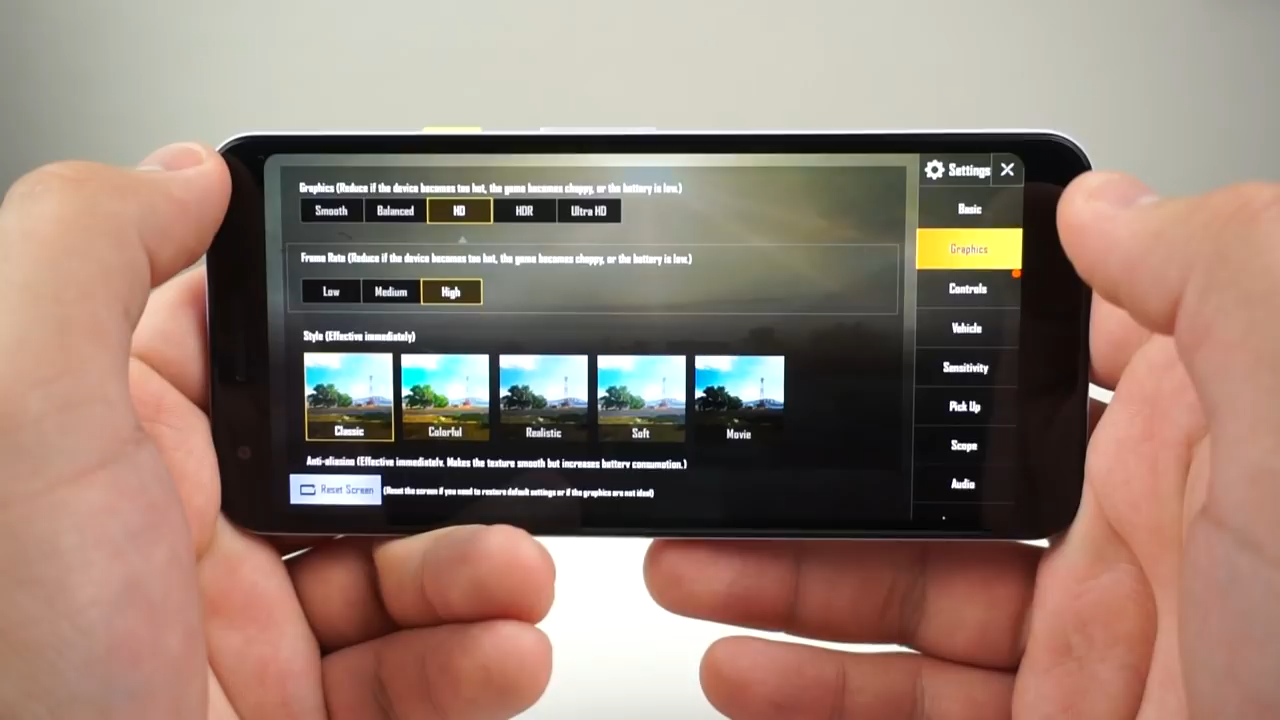 Graphics (Reduce if the device becomes too hot, the game becomes choppy, or the battery is low.)
Smooth Balanced HD HDR Ultra HD
Frame Rate (Reduce if the device becomes too hot, the game becomes choppy, or the battery is low.)
Low Medium High
Style (Effective immediately)
Classic Colorful Realistic Soft Movie
Anti-aliasing (Effective immediately. Makes the texture smooth but increases battery consumption.)
Reset Screen (Reset the screen if you need to restore default settings or if the graphics are not ideal)
Settings
Basic
Graphics
Controls
Vehicle
Sensitivity
Pick Up
Scope
Audio